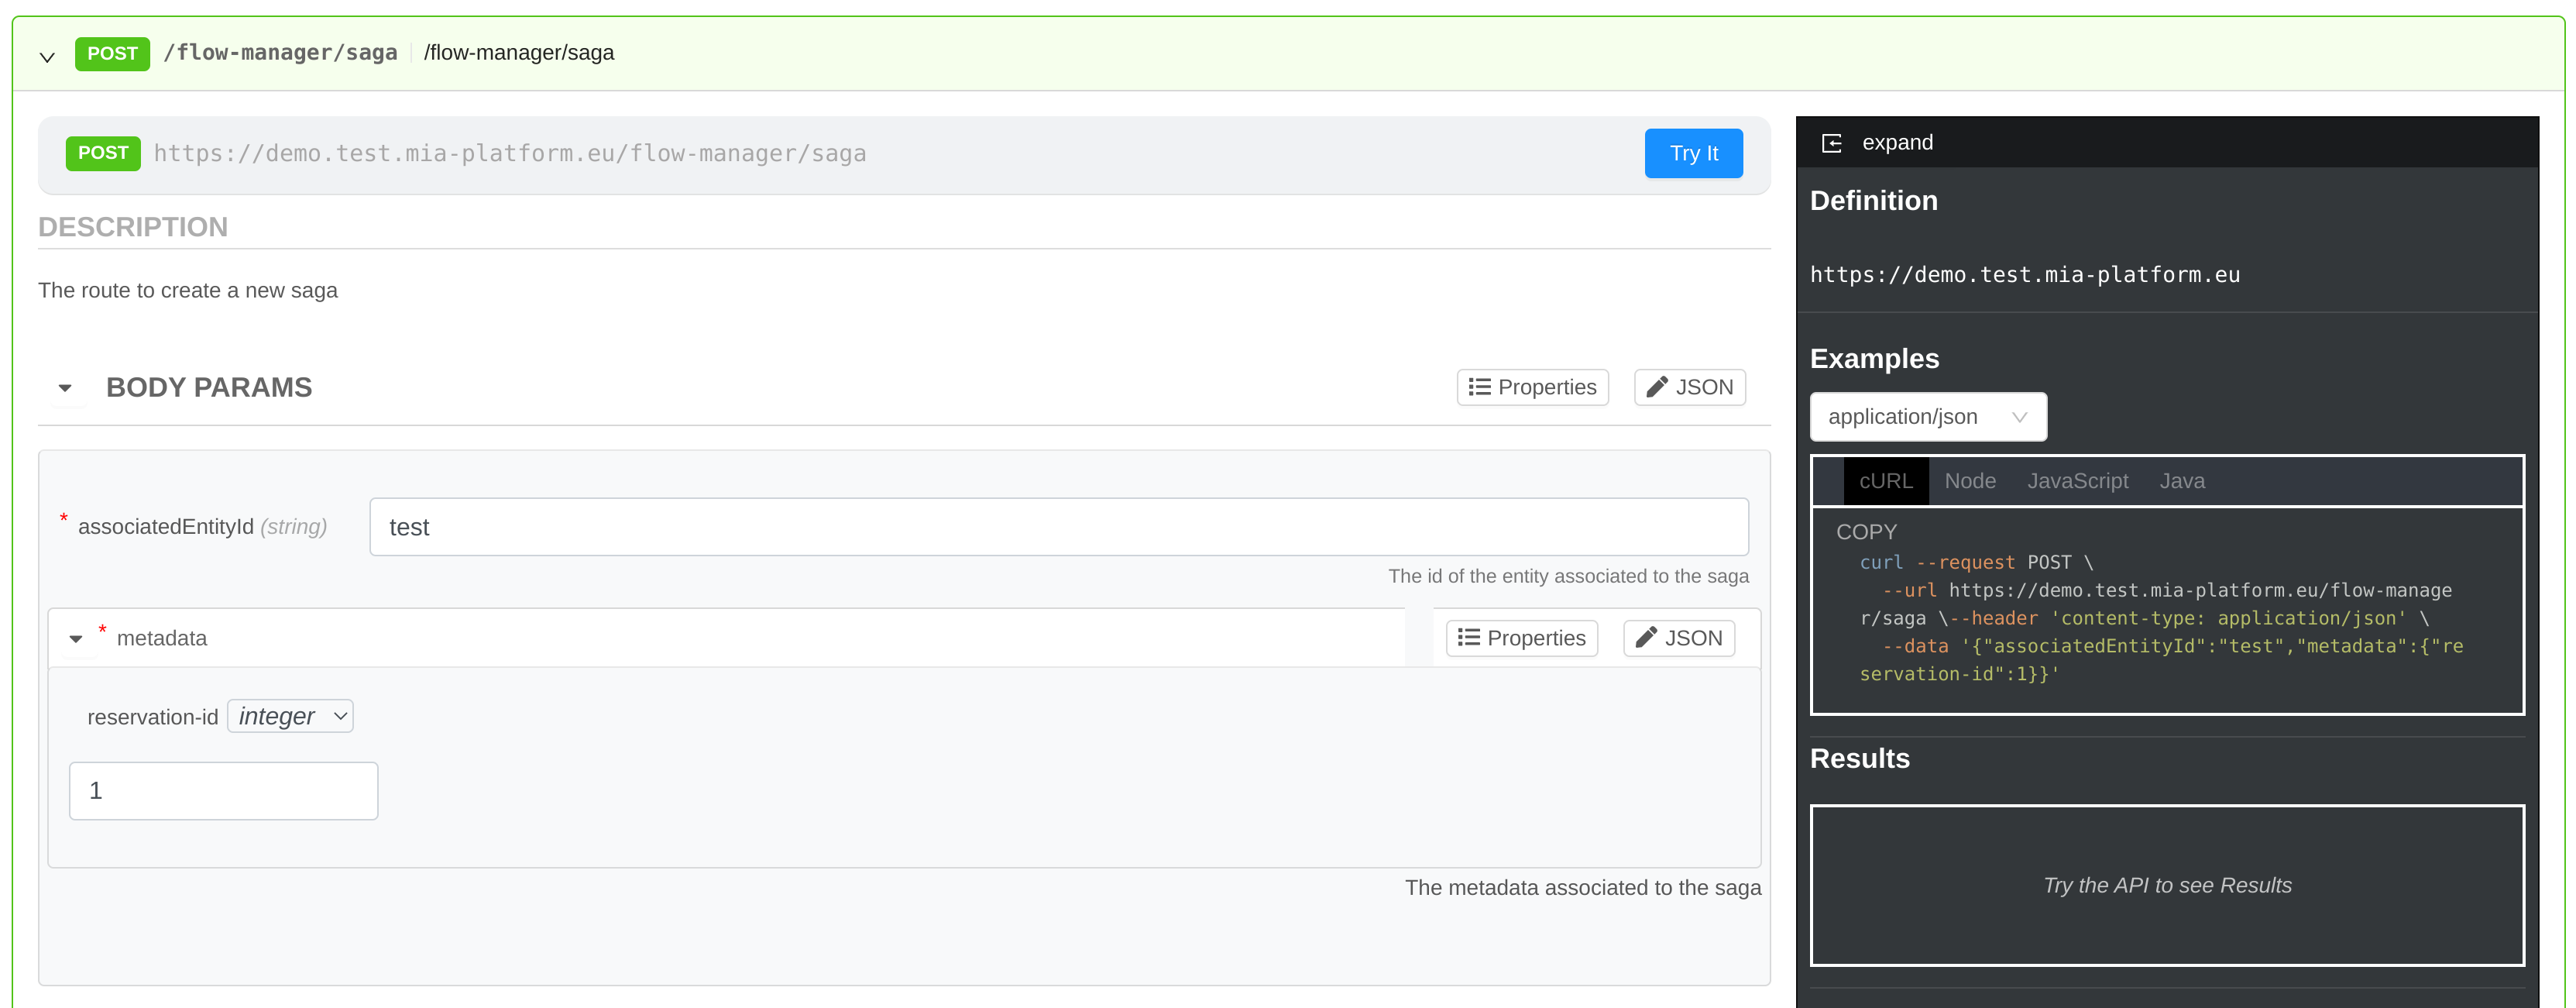 POST /flow-manager/saga /flow-manager/saga
POST https://demo.test.mia-platform.eu/flow-manager/saga Try It
DESCRIPTION
The route to create a new saga
BODY PARAMS Properties JSON
* associatedEntityId (string) test
The id of the entity associated to the saga
* metadata Properties JSON
reservation-id integer
1
The metadata associated to the saga
expand
Definition
https://demo.test.mia-platform.eu
Examples
application/json
cURL Node JavaScript Java
COPY
curl --request POST \
--url https://demo.test.mia-platform.eu/flow-manage
r/saga \--header 'content-type: application/json' \
--data '{"associatedEntityId":"test","metadata":{"re
servation-id":1}}'
Results
Try the API to see Results